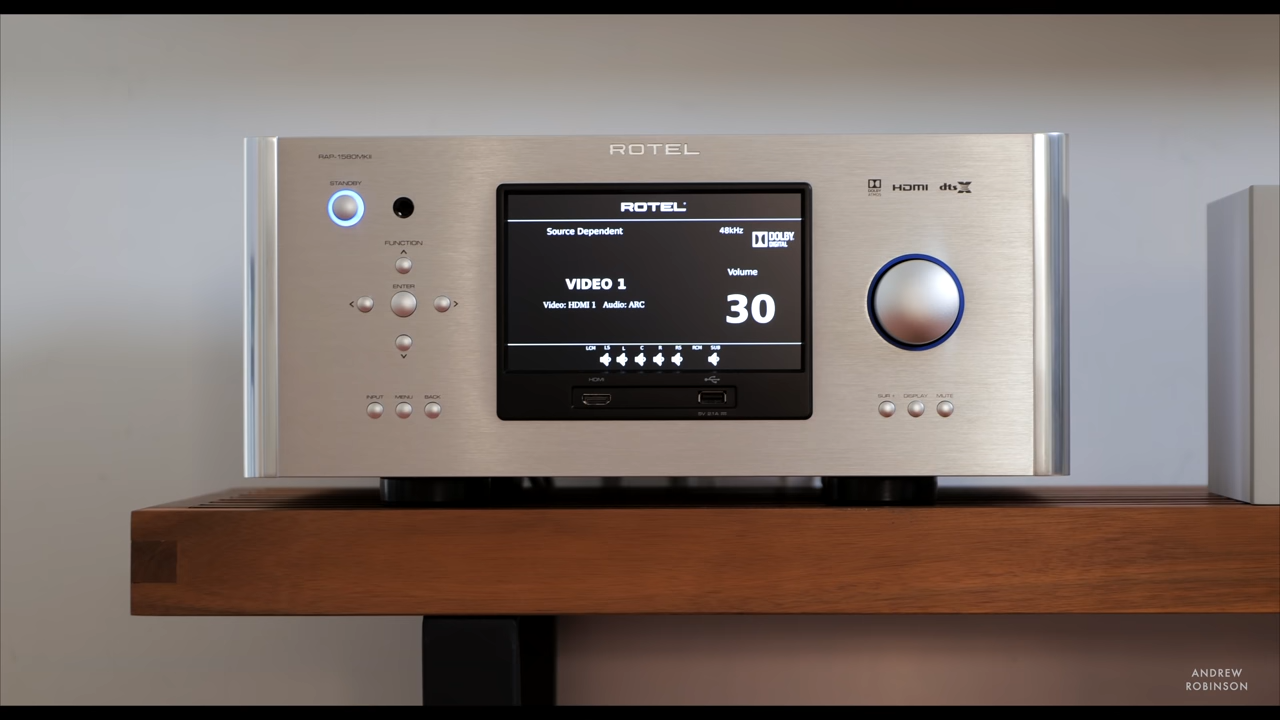 ROTEL
RAP-1580MKII
STANDBY
FUNCTION
ENTER
INPUT MENU BACK
ROTEL
Source Dependent
48kHz
DOLBY
DIGITAL
VIDEO 1
Video: HDMI 1 Audio: ARC
Volume
30
LCH LS L C R RS RCH SUB
HDMI
HDMI dts X
SUR + DISPLAY MUTE
ANDREW
ROBINSON